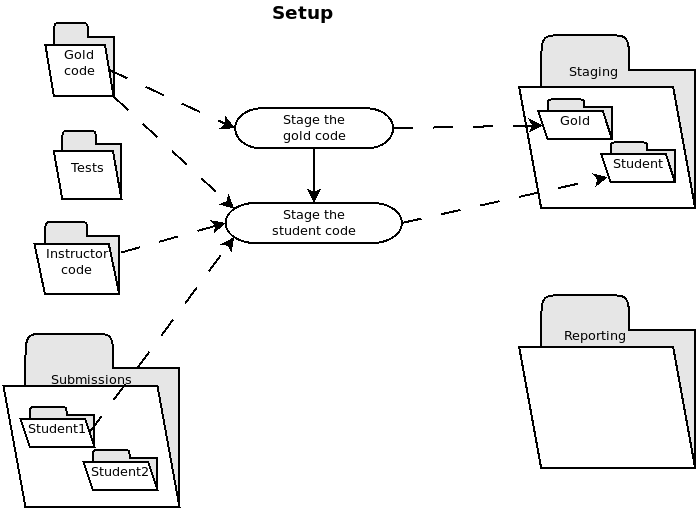 Setup
Gold
code
Staging
Stage the
gold code
Gold
Student
Tests
Stage the
student code
Instructor
code
Reporting
Submissions
Student1
Student2